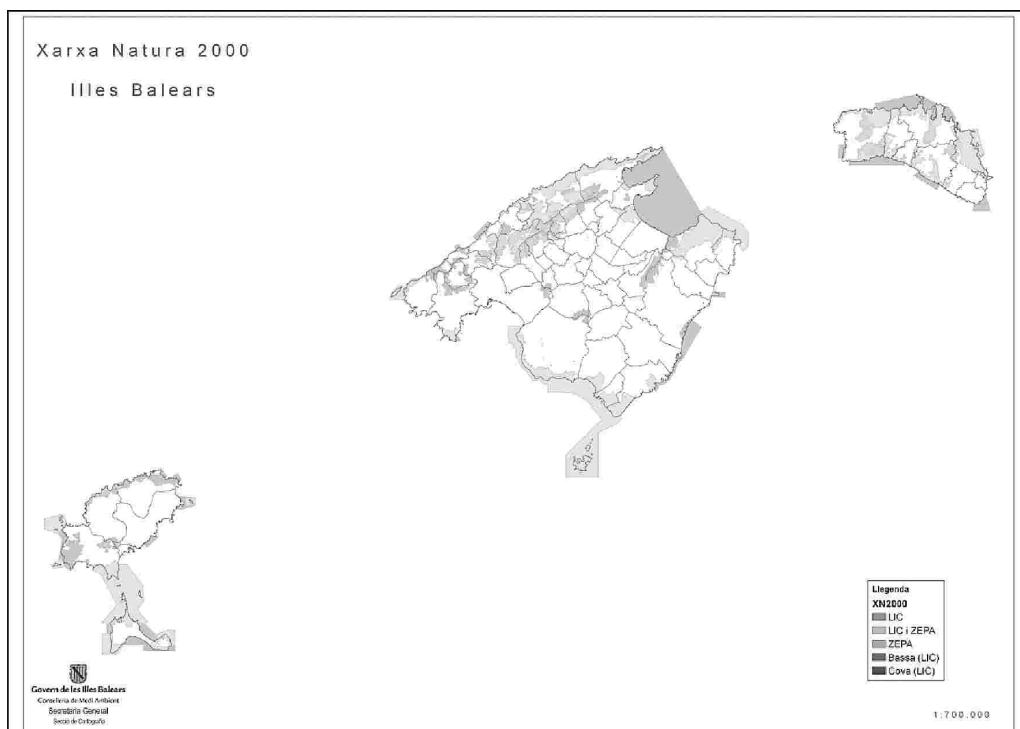 Xarxa Natura 2000
Illes Balears
Llegenda
XN2000
LIC
LIC i ZEPA
ZEPA
Bassa (LIC)
Cova (LIC)
Govern de les Illes Balears
Conselleria de Medi Ambient
Secretaria General
Secció de Cartografia
1:700.000